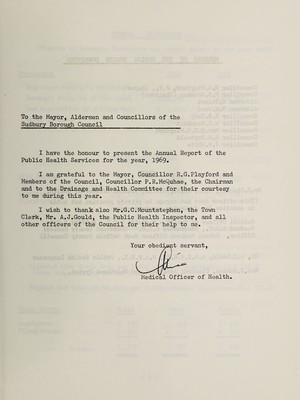 To the Mayor, Aldermen and Councillors of the
Sudbury Borough Council
I have the honour to present the Annual Report of the
Public Health Services for the year, 1969.
I am grateful to the Mayor, Councillor R.G.Playford and
Members of the Council, Councillor P.R.McQuhae, the Chairman
and to the Drainage and Health Committee for their courtesy
to me during this year.
I wish to thank also Mr.G.C.Mountstephen, the Town
Clerk, Mr. A.J.Gould, the Public Health Inspector, and all
other officers of the Council for their help to me.
Your obedient servant,
Medical Officer of Health.